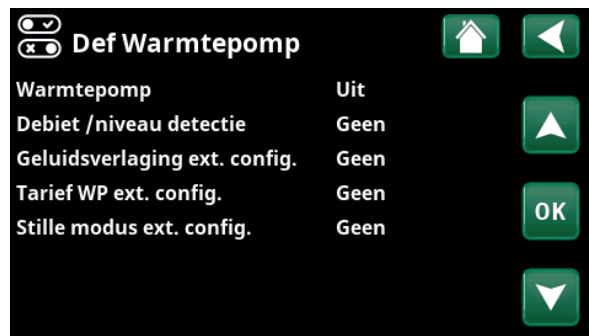 Def Warmtepomp
Warmtepomp Uit
Debiet /niveau detectie Geen
Geluidsverlaging ext. config. Geen
Tarief WP ext. config. Geen
Stille modus ext. config. Geen
OK